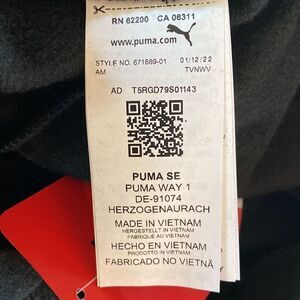 RN 62200 CA 06311
www.puma.com
STYLE NO. 671689-01 01/12/22
AM TVNWV
AD T5RGD79S01143
PUMA SE
PUMA WAY 1
DE-91074
HERZOGENAURACH
MADE IN VIETNAM
HERGESTELLT IN VIETNAM
FABRIQUÉ AU VIETNAM
HECHO EN VIETNAM
PRODOTTO IN VIETNAM
FABRICADO NO VIETNÃ